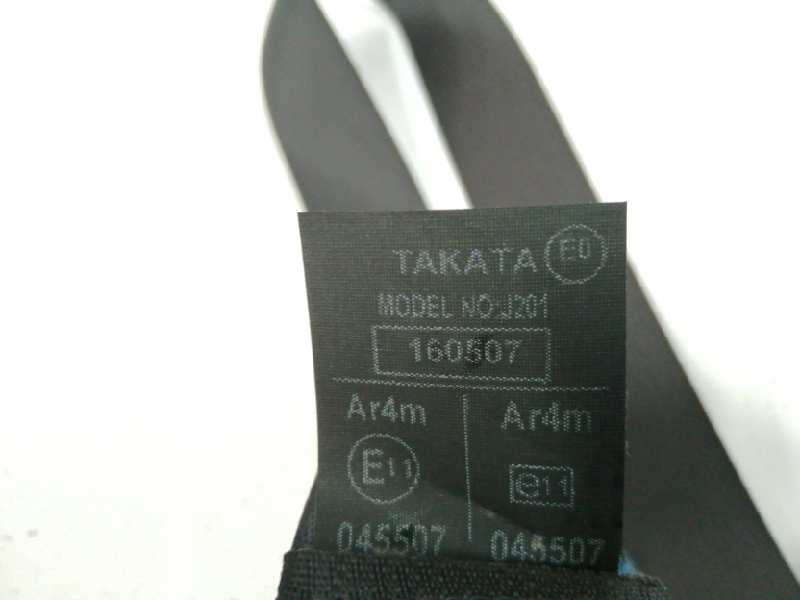 TAKATA E0
MODEL NO:J201
160507
Ar4m Ar4m
E11 e11
045507 045507